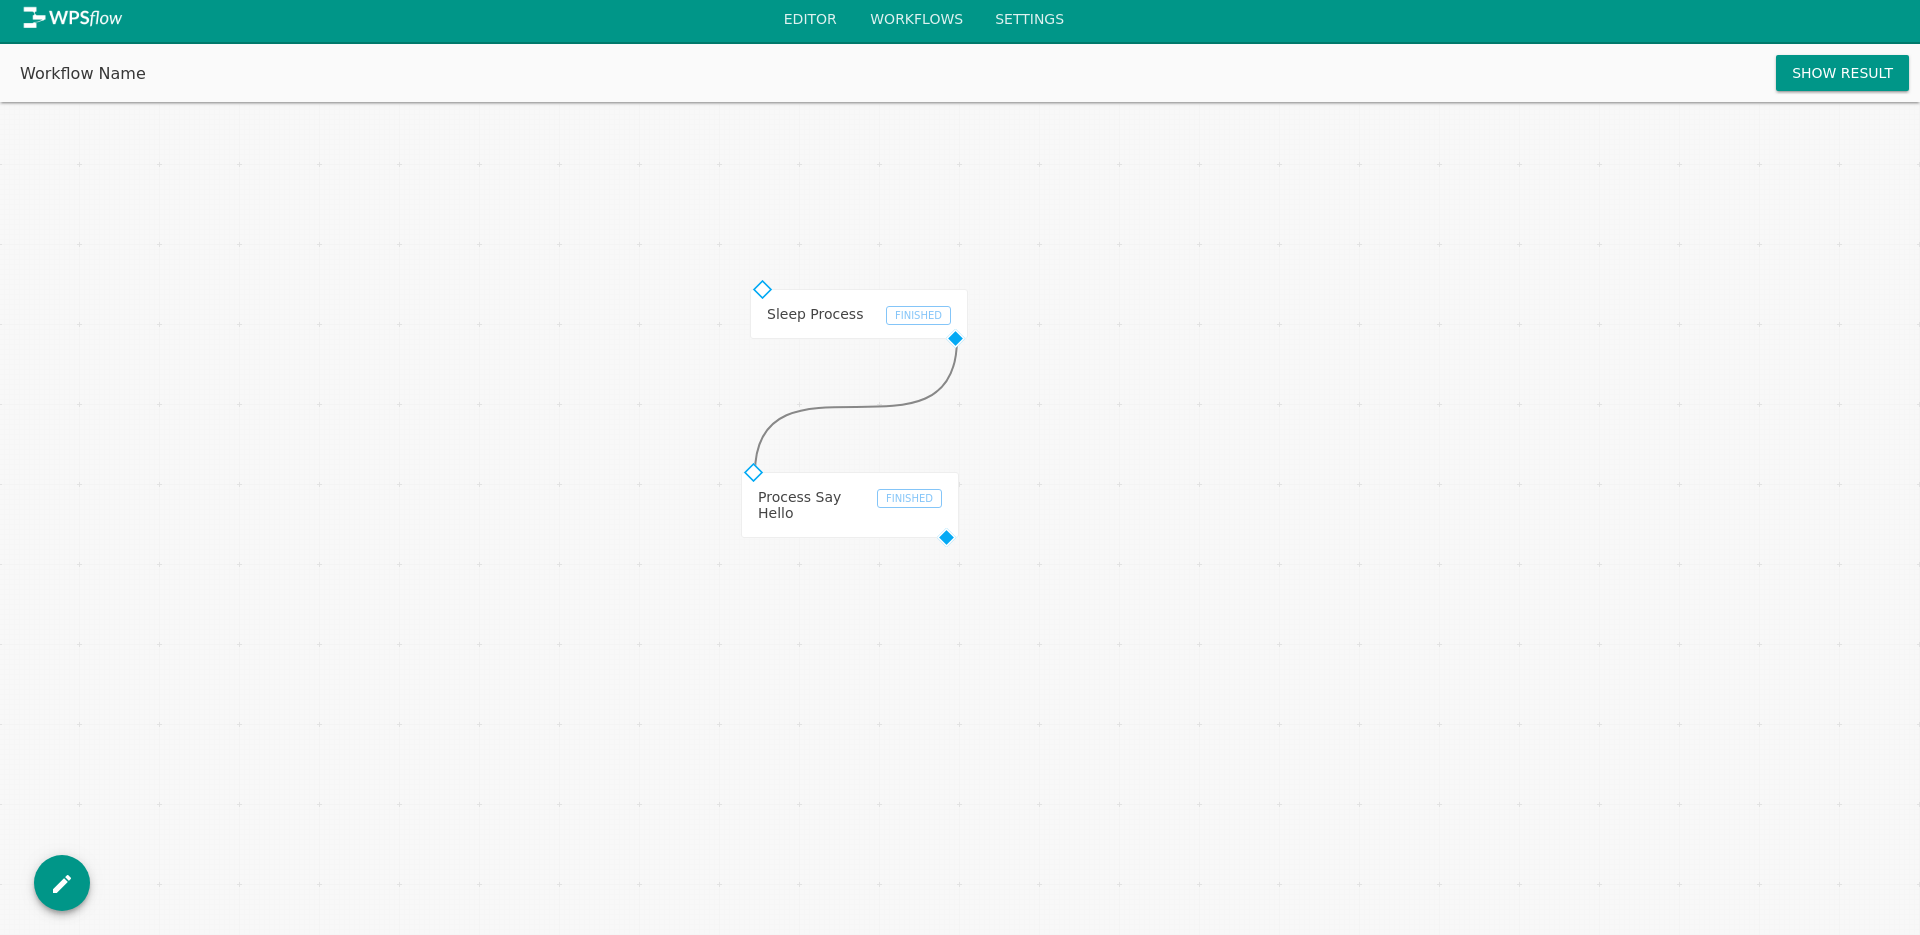 WPSflow
EDITOR
WORKFLOWS
SETTINGS
Workflow Name
SHOW RESULT
Sleep Process
FINISHED
Process Say
Hello
FINISHED